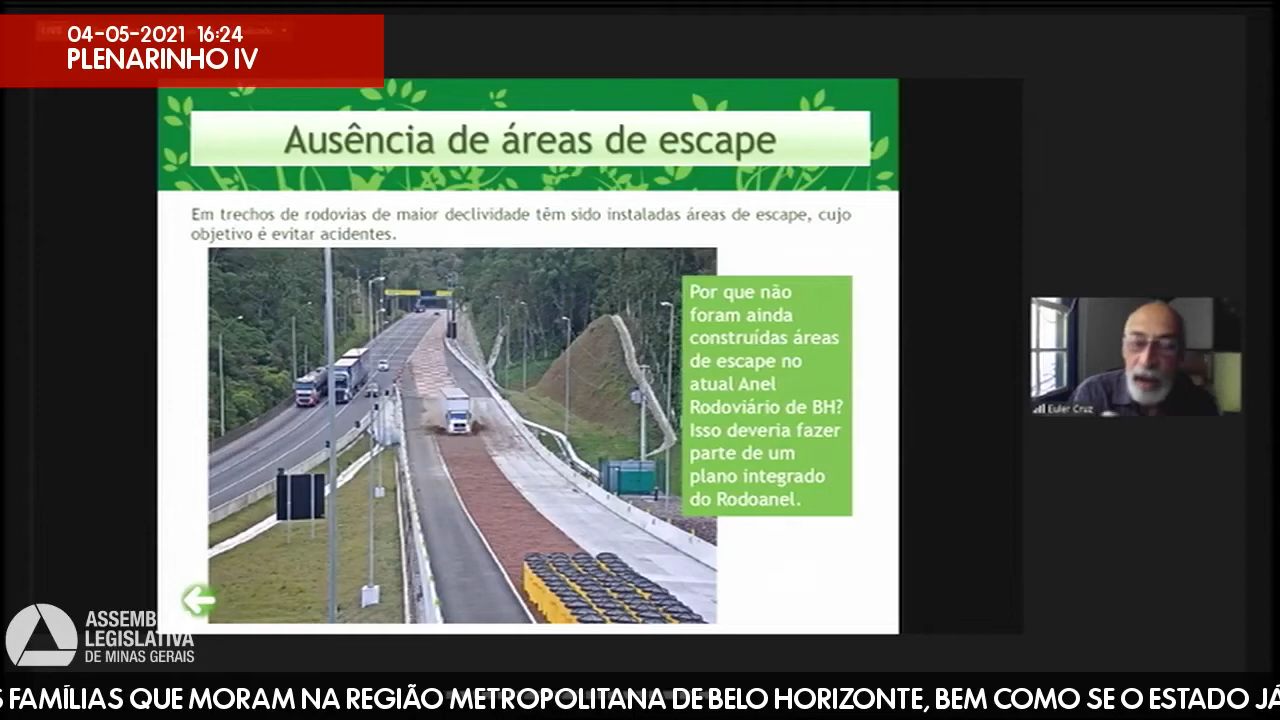 04-05-2021 16:24
PLENARINHO IV
Ausência de áreas de escape
Em trechos de rodovias de maior declividade têm sido instaladas áreas de escape, cujo
objetivo é evitar acidentes.
Por que não
foram ainda
construídas áreas
de escape no
atual Anel
Rodoviário de BH?
Isso deveria fazer
parte de um
plano integrado
do Rodoanel.
Euler Cruz
ASSEMB
LEGISLATIVA
DE MINAS GERAIS
S FAMÍLIAS QUE MORAM NA REGIÃO METROPOLITANA DE BELO HORIZONTE, BEM COMO SE O ESTADO JÁ